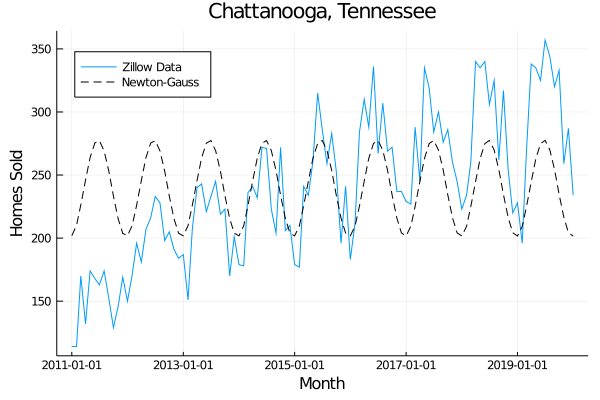 Chattanooga, Tennessee
Homes Sold
350
300
250
200
150
Zillow Data
Newton-Gauss
2011-01-01 2013-01-01 2015-01-01 2017-01-01 2019-01-01
Month